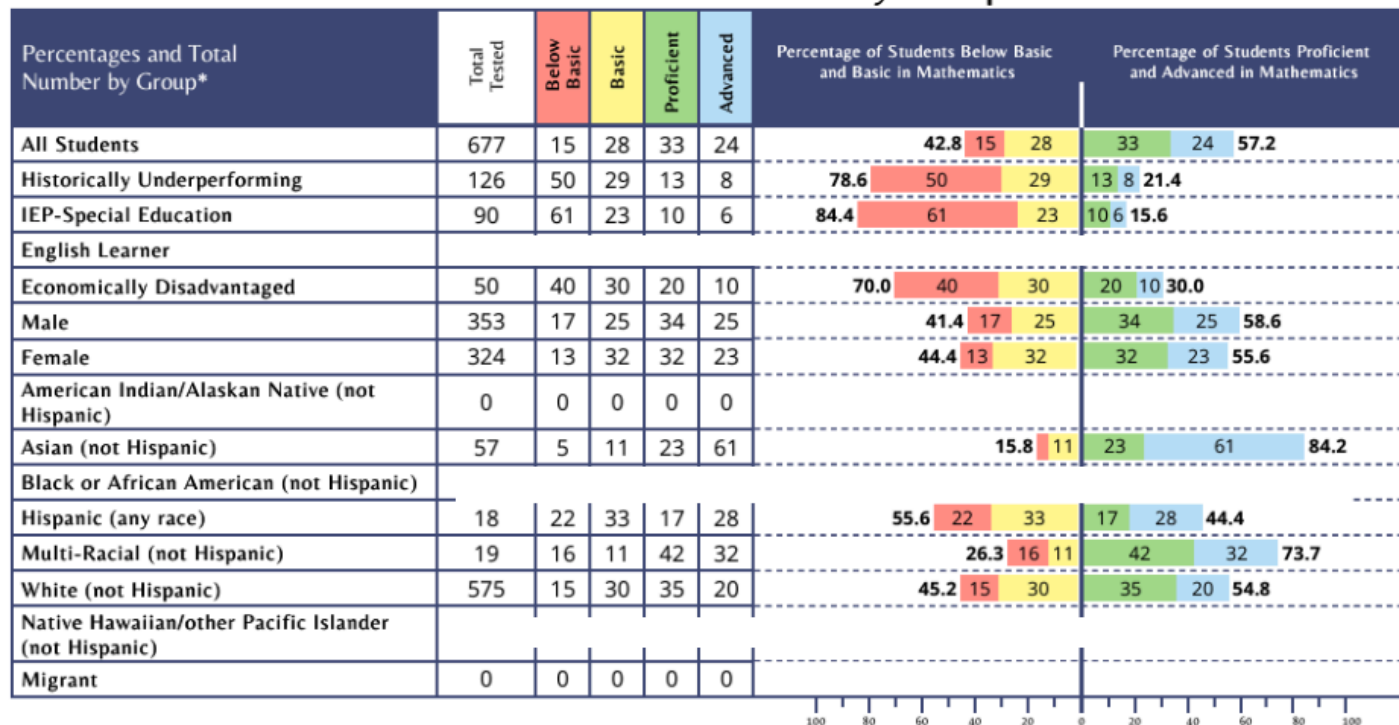 Percentages and Total
Number by Group*
Total
Tested
Below
Basic
Basic
Proficient
Advanced
Percentage of Students Below Basic
and Basic in Mathematics
Percentage of Students Proficient
and Advanced in Mathematics
All Students 677 15 28 33 24 42.8 15 28 33 24 57.2
Historically Underperforming 126 50 29 13 8 78.6 50 29 13 8 21.4
IEP-Special Education 90 61 23 10 6 84.4 61 23 10 6 15.6
English Learner
Economically Disadvantaged 50 40 30 20 10 70.0 40 30 20 10 30.0
Male 353 17 25 34 25 41.4 17 25 34 25 58.6
Female 324 13 32 32 23 44.4 13 32 32 23 55.6
American Indian/Alaskan Native (not
Hispanic) 0 0 0 0 0
Asian (not Hispanic) 57 5 11 23 61 15.8 11 23 61 84.2
Black or African American (not Hispanic)
Hispanic (any race) 18 22 33 17 28 55.6 22 33 17 28 44.4
Multi-Racial (not Hispanic) 19 16 11 42 32 26.3 16 11 42 32 73.7
White (not Hispanic) 575 15 30 35 20 45.2 15 30 35 20 54.8
Native Hawaiian/other Pacific Islander
(not Hispanic)
Migrant 0 0 0 0 0
100 80 60 40 20 0 20 40 60 80 100